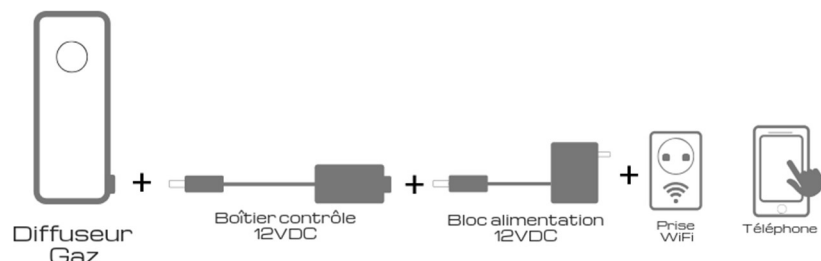 Diffuseur
Gaz
+
Boîtier contrôle
12VDC
+
Bloc alimentation
12VDC
+
Prise
WiFi
Téléphone